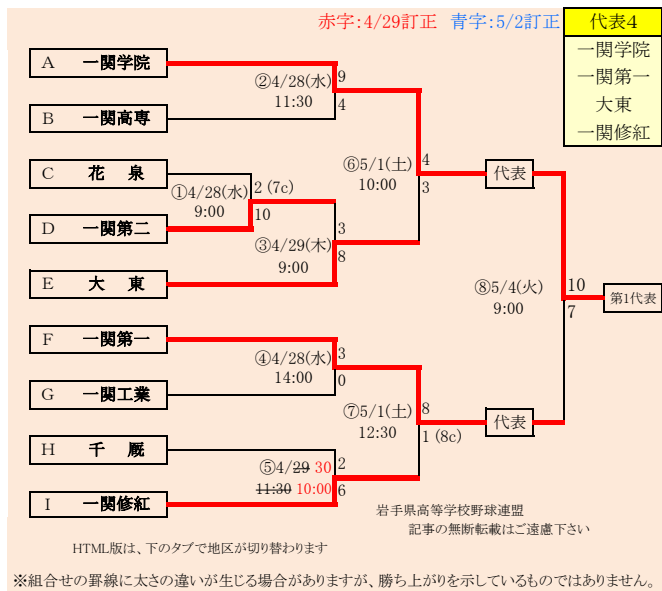 赤字：4/29訂正 青字：5/2訂正
代表4
一関学院
一関第一
大東
一関修紅
A 一関学院
②4/28(水) 9
11:30 4
B 一関高専
C 花 泉
①4/28(水) 2 (7c)
9:00 10
D 一関第二
③4/29(木) 3
9:00 8
E 大 東
⑥5/1(土) 4
10:00 3
代表
⑧5/4(火) 10
9:00 7
第1代表
F 一関第一
④4/28(水) 3
14:00 0
G 一関工業
⑦5/1(土) 8
12:30 1 (8c)
代表
H 千 厩
⑤4/29 30 2
11:30 10:00 6
I 一関修紅
岩手県高等学校野球連盟
記事の無断転載はご遠慮下さい
HTML版は、下のタブで地区が切り替わります
※組合せの罫線に太さの違いが生じる場合がありますが、勝ち上がりを示しているものではありません。